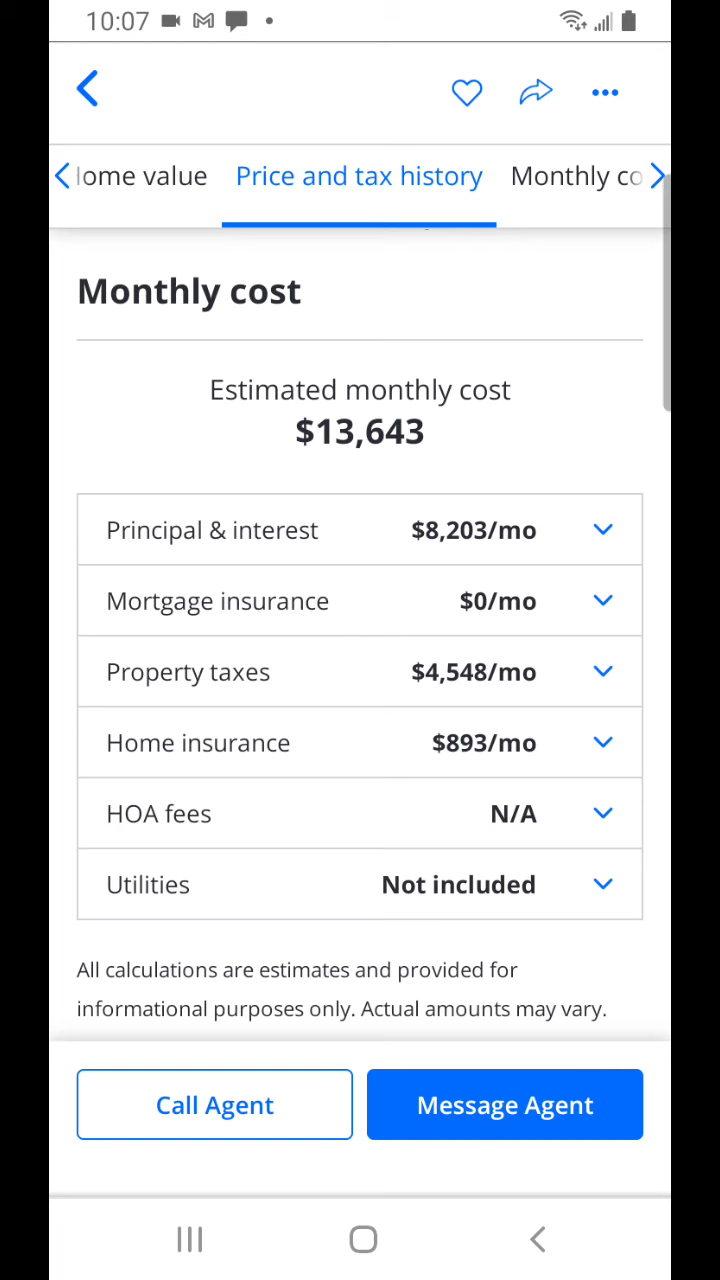 10:07
lome value Price and tax history Monthly co
Monthly cost
Estimated monthly cost
$13,643
Principal & interest $8,203/mo
Mortgage insurance $0/mo
Property taxes $4,548/mo
Home insurance $893/mo
HOA fees N/A
Utilities Not included
All calculations are estimates and provided for
informational purposes only. Actual amounts may vary.
Call Agent Message Agent